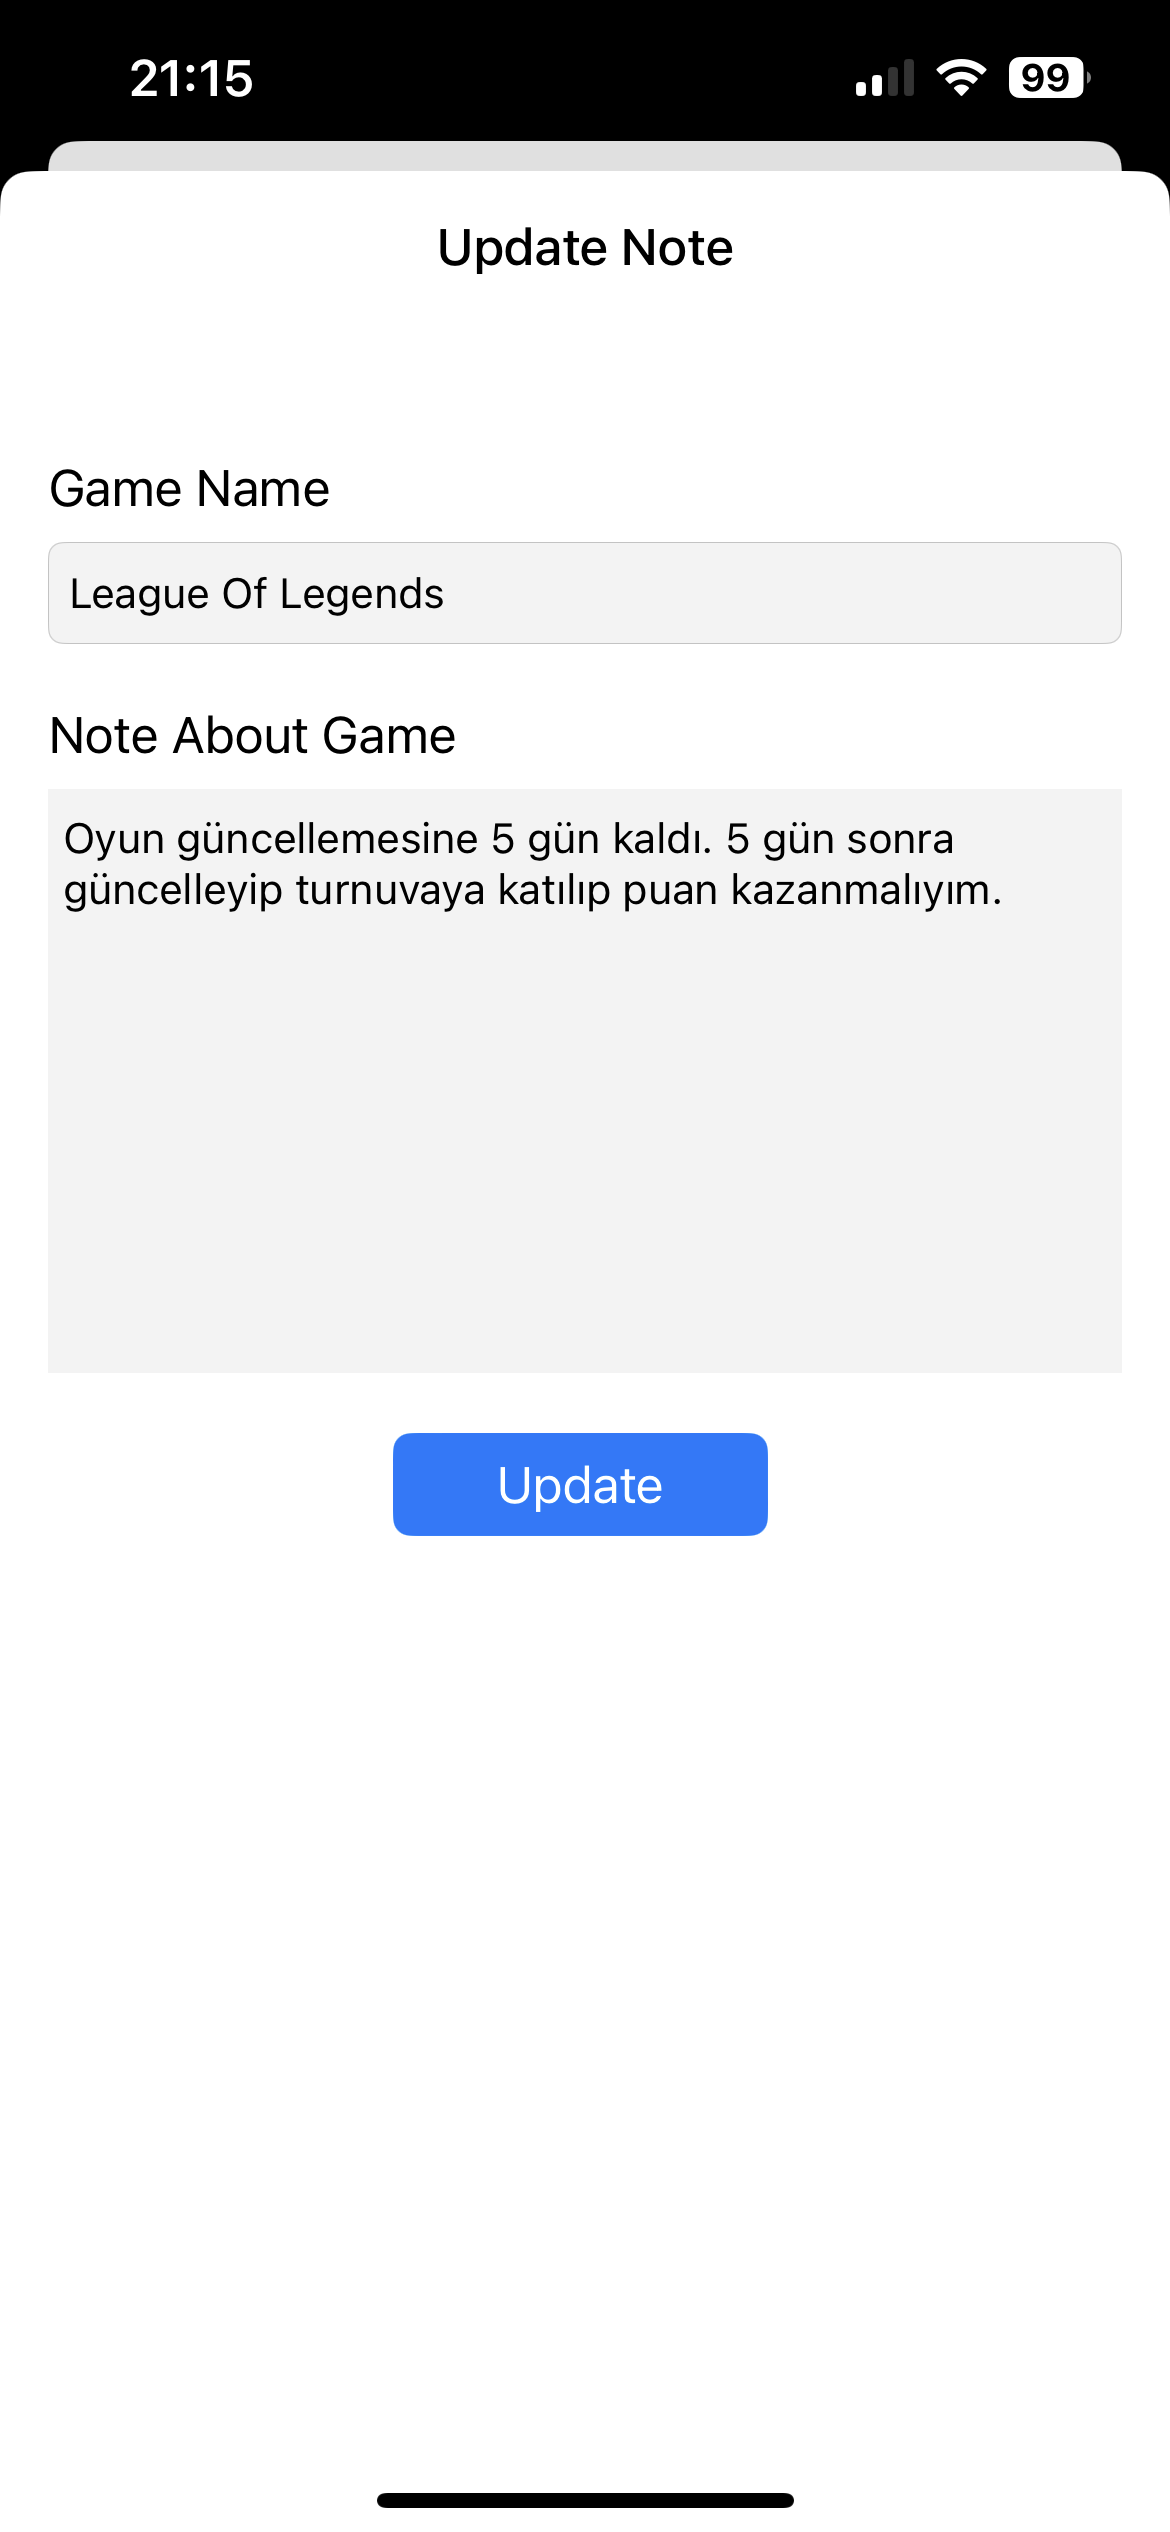 21:15
99
Update Note
Game Name
League Of Legends
Note About Game
Oyun güncellemesine 5 gün kaldı. 5 gün sonra
güncelleyip turnuvaya katılıp puan kazanmalıyım.
Update